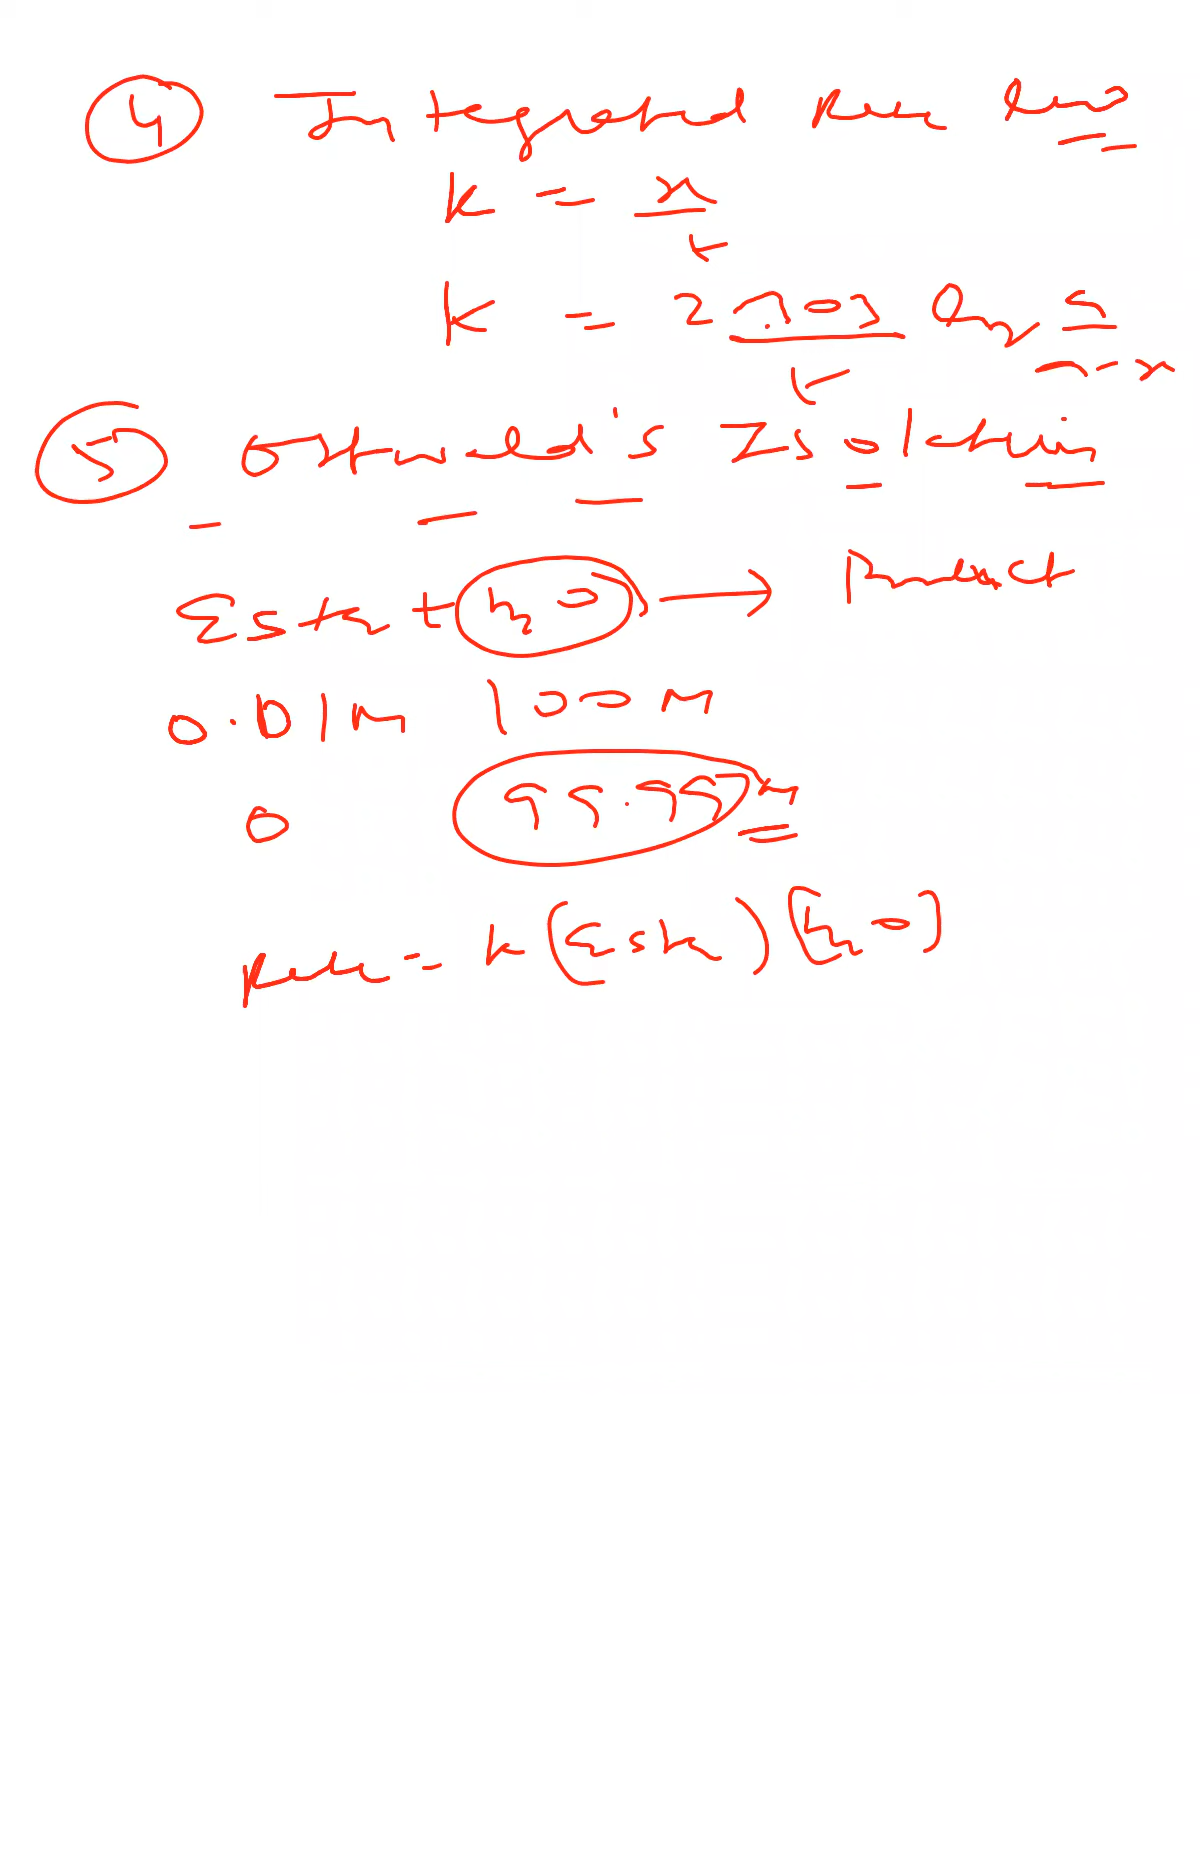 ④ Integrated Rate law
k = x/t
k = 2.303/t log a/a-x
⑤ Ostwald's Isolation
Ester + H2O → Product
0.01M 100M
0 99.99M
Rate = k (Ester) [H2O]